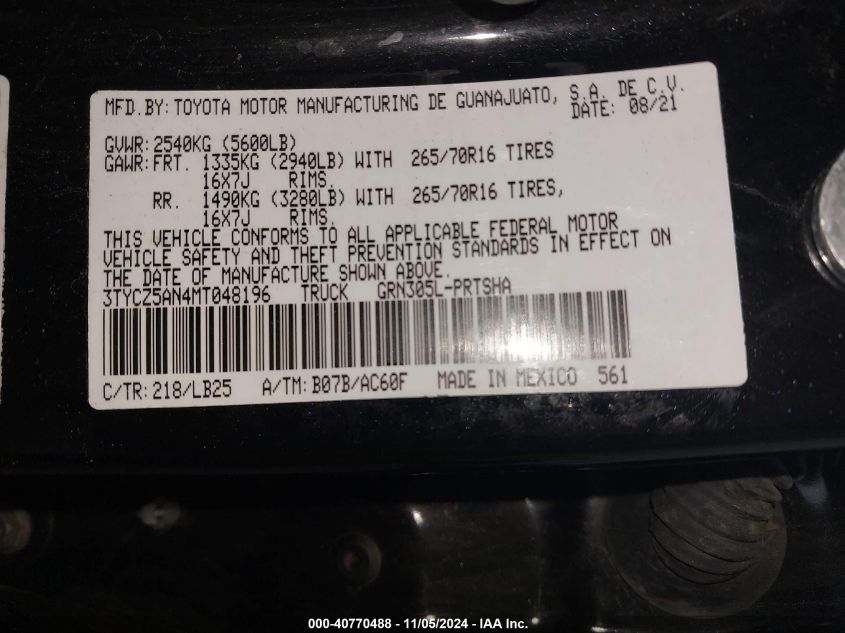 MFD.BY: TOYOTA MOTOR MANUFACTURING DE GUANAJUATO, S.A. DE C.V.
DATE: 08/21
GVWR: 2540KG (5600LB)
GAWR: FRT. 1335KG (2940LB) WITH 265/70R16 TIRES
16X7J RIMS.
RR. 1490KG (3280LB) WITH 265/70R16 TIRES,
16X7J RIMS.
THIS VEHICLE CONFORMS TO ALL APPLICABLE FEDERAL MOTOR
VEHICLE SAFETY AND THEFT PREVENTION STANDARDS IN EFFECT ON
THE DATE OF MANUFACTURE SHOWN ABOVE.
3TYCZ5AN4MT048196 TRUCK GRN305L-PRTSHA
C/TR: 218/LB25 A/TM: B07B/AC60F MADE IN MEXICO 561
000-40770488 - 11/05/2024 - IAA Inc.